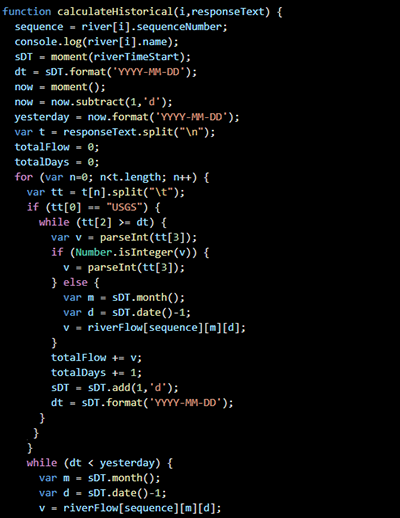 function calculateHistorical(i,responseText) {
sequence = river[i].sequenceNumber;
console.log(river[i].name);
sDT = moment(riverTimeStart);
dt = sDT.format('YYYY-MM-DD');
now = moment();
now = now.subtract(1,'d');
yesterday = now.format('YYYY-MM-DD');
var t = responseText.split("\n");
totalFlow = 0;
totalDays = 0;
for (var n=0; n<t.length; n++) {
var tt = t[n].split("\t");
if (tt[0] == "USGS") {
while (tt[2] >= dt) {
var v = parseInt(tt[3]);
if (Number.isInteger(v)) {
v = parseInt(tt[3]);
} else {
var m = sDT.month();
var d = sDT.date()-1;
v = riverFlow[sequence][m][d];
}
totalFlow += v;
totalDays += 1;
sDT = sDT.add(1,'d');
dt = sDT.format('YYYY-MM-DD');
}
}
}
while (dt < yesterday) {
var m = sDT.month();
var d = sDT.date()-1;
v = riverFlow[sequence][m][d];